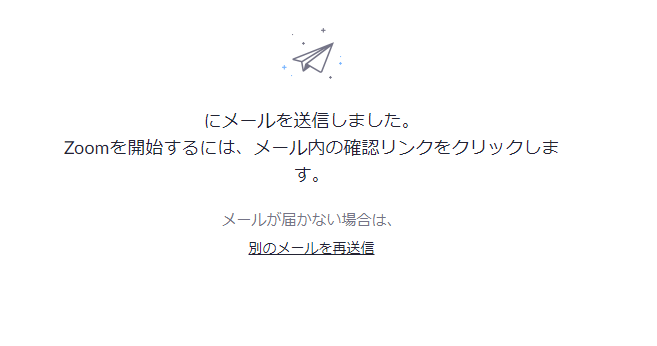 にメールを送信しました。
Zoomを開始するには、メール内の確認リンクをクリックしま
す。
メールが届かない場合は、
別のメールを再送信